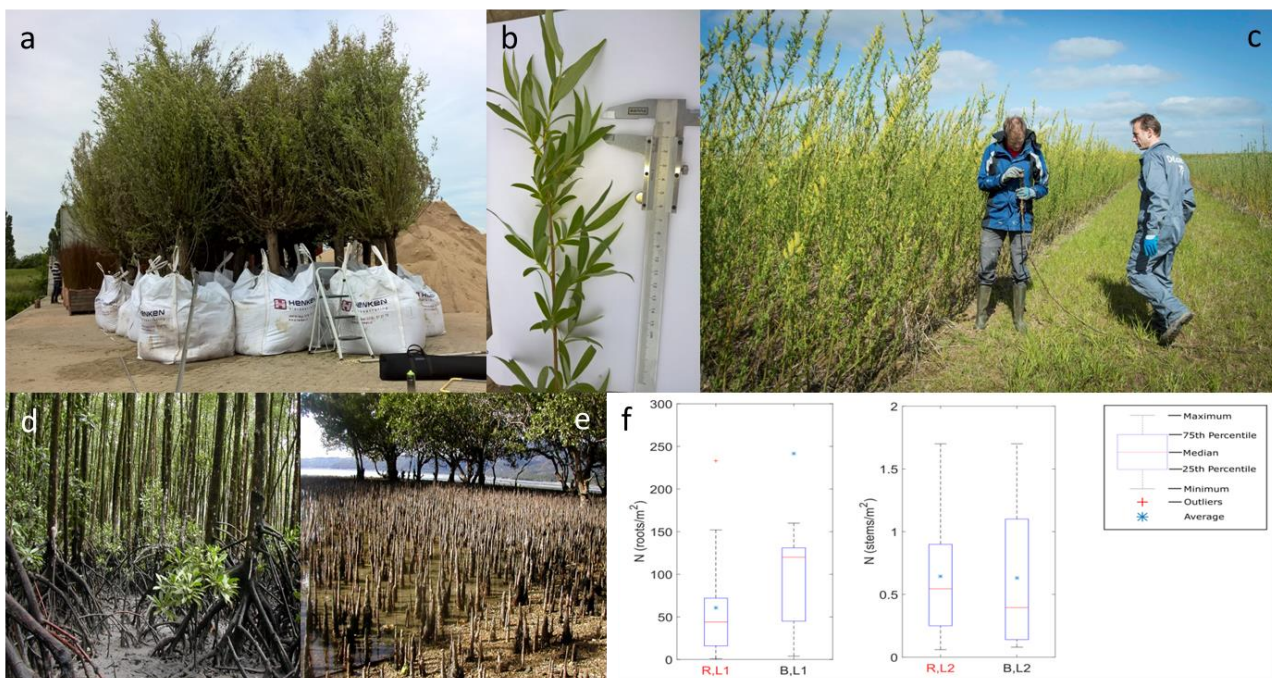 a
b
c
HENKEN
HENKEN
d
e
f
300
250
200
150
100
50
0
N (roots/m²)
R,L1
B,L1
2
1.5
1
0.5
0
N (stems/m²)
R,L2
B,L2
Maximum
75th Percentile
Median
25th Percentile
Minimum
Outliers
Average